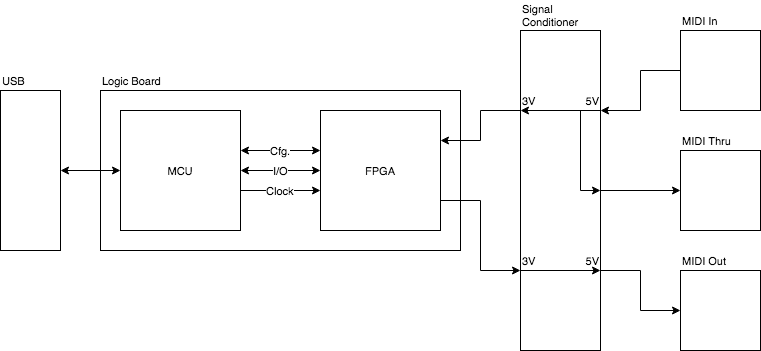 Signal
Conditioner
MIDI In
USB
Logic Board
3V
5V
MIDI Thru
MCU
Cfg.
I/O
Clock
FPGA
3V
5V
MIDI Out